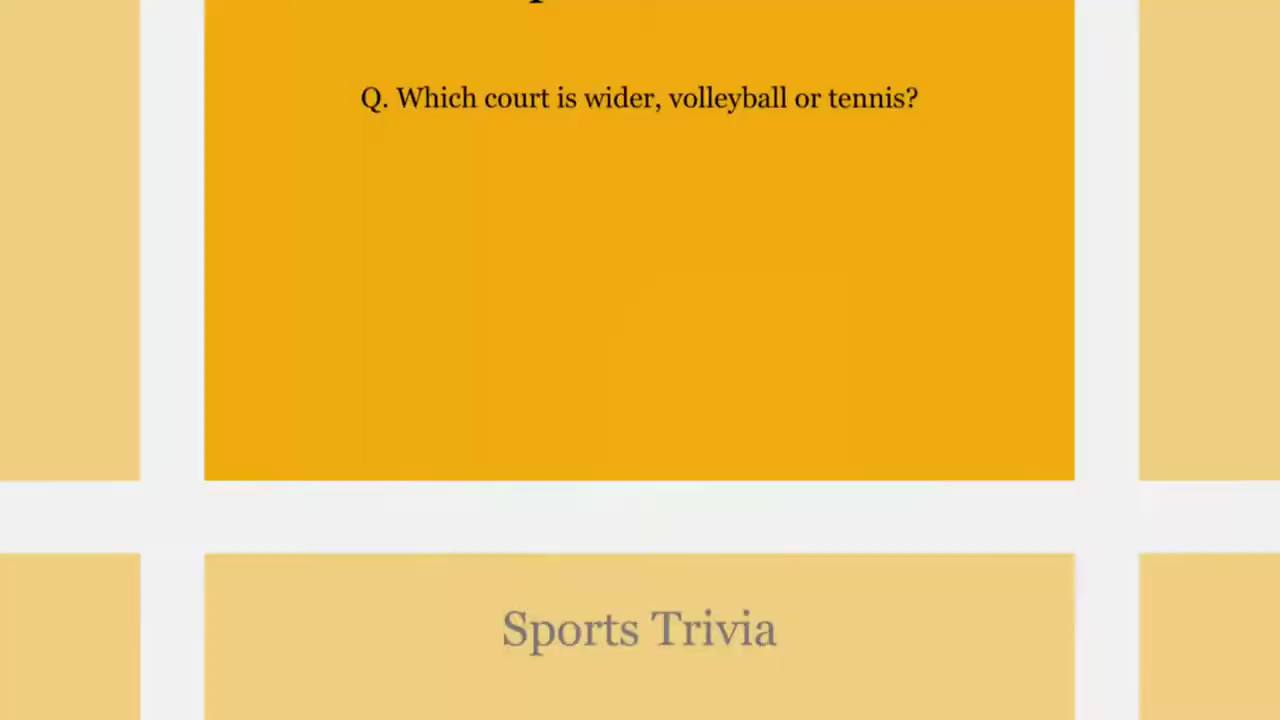 Q. Which court is wider, volleyball or tennis?
Sports Trivia